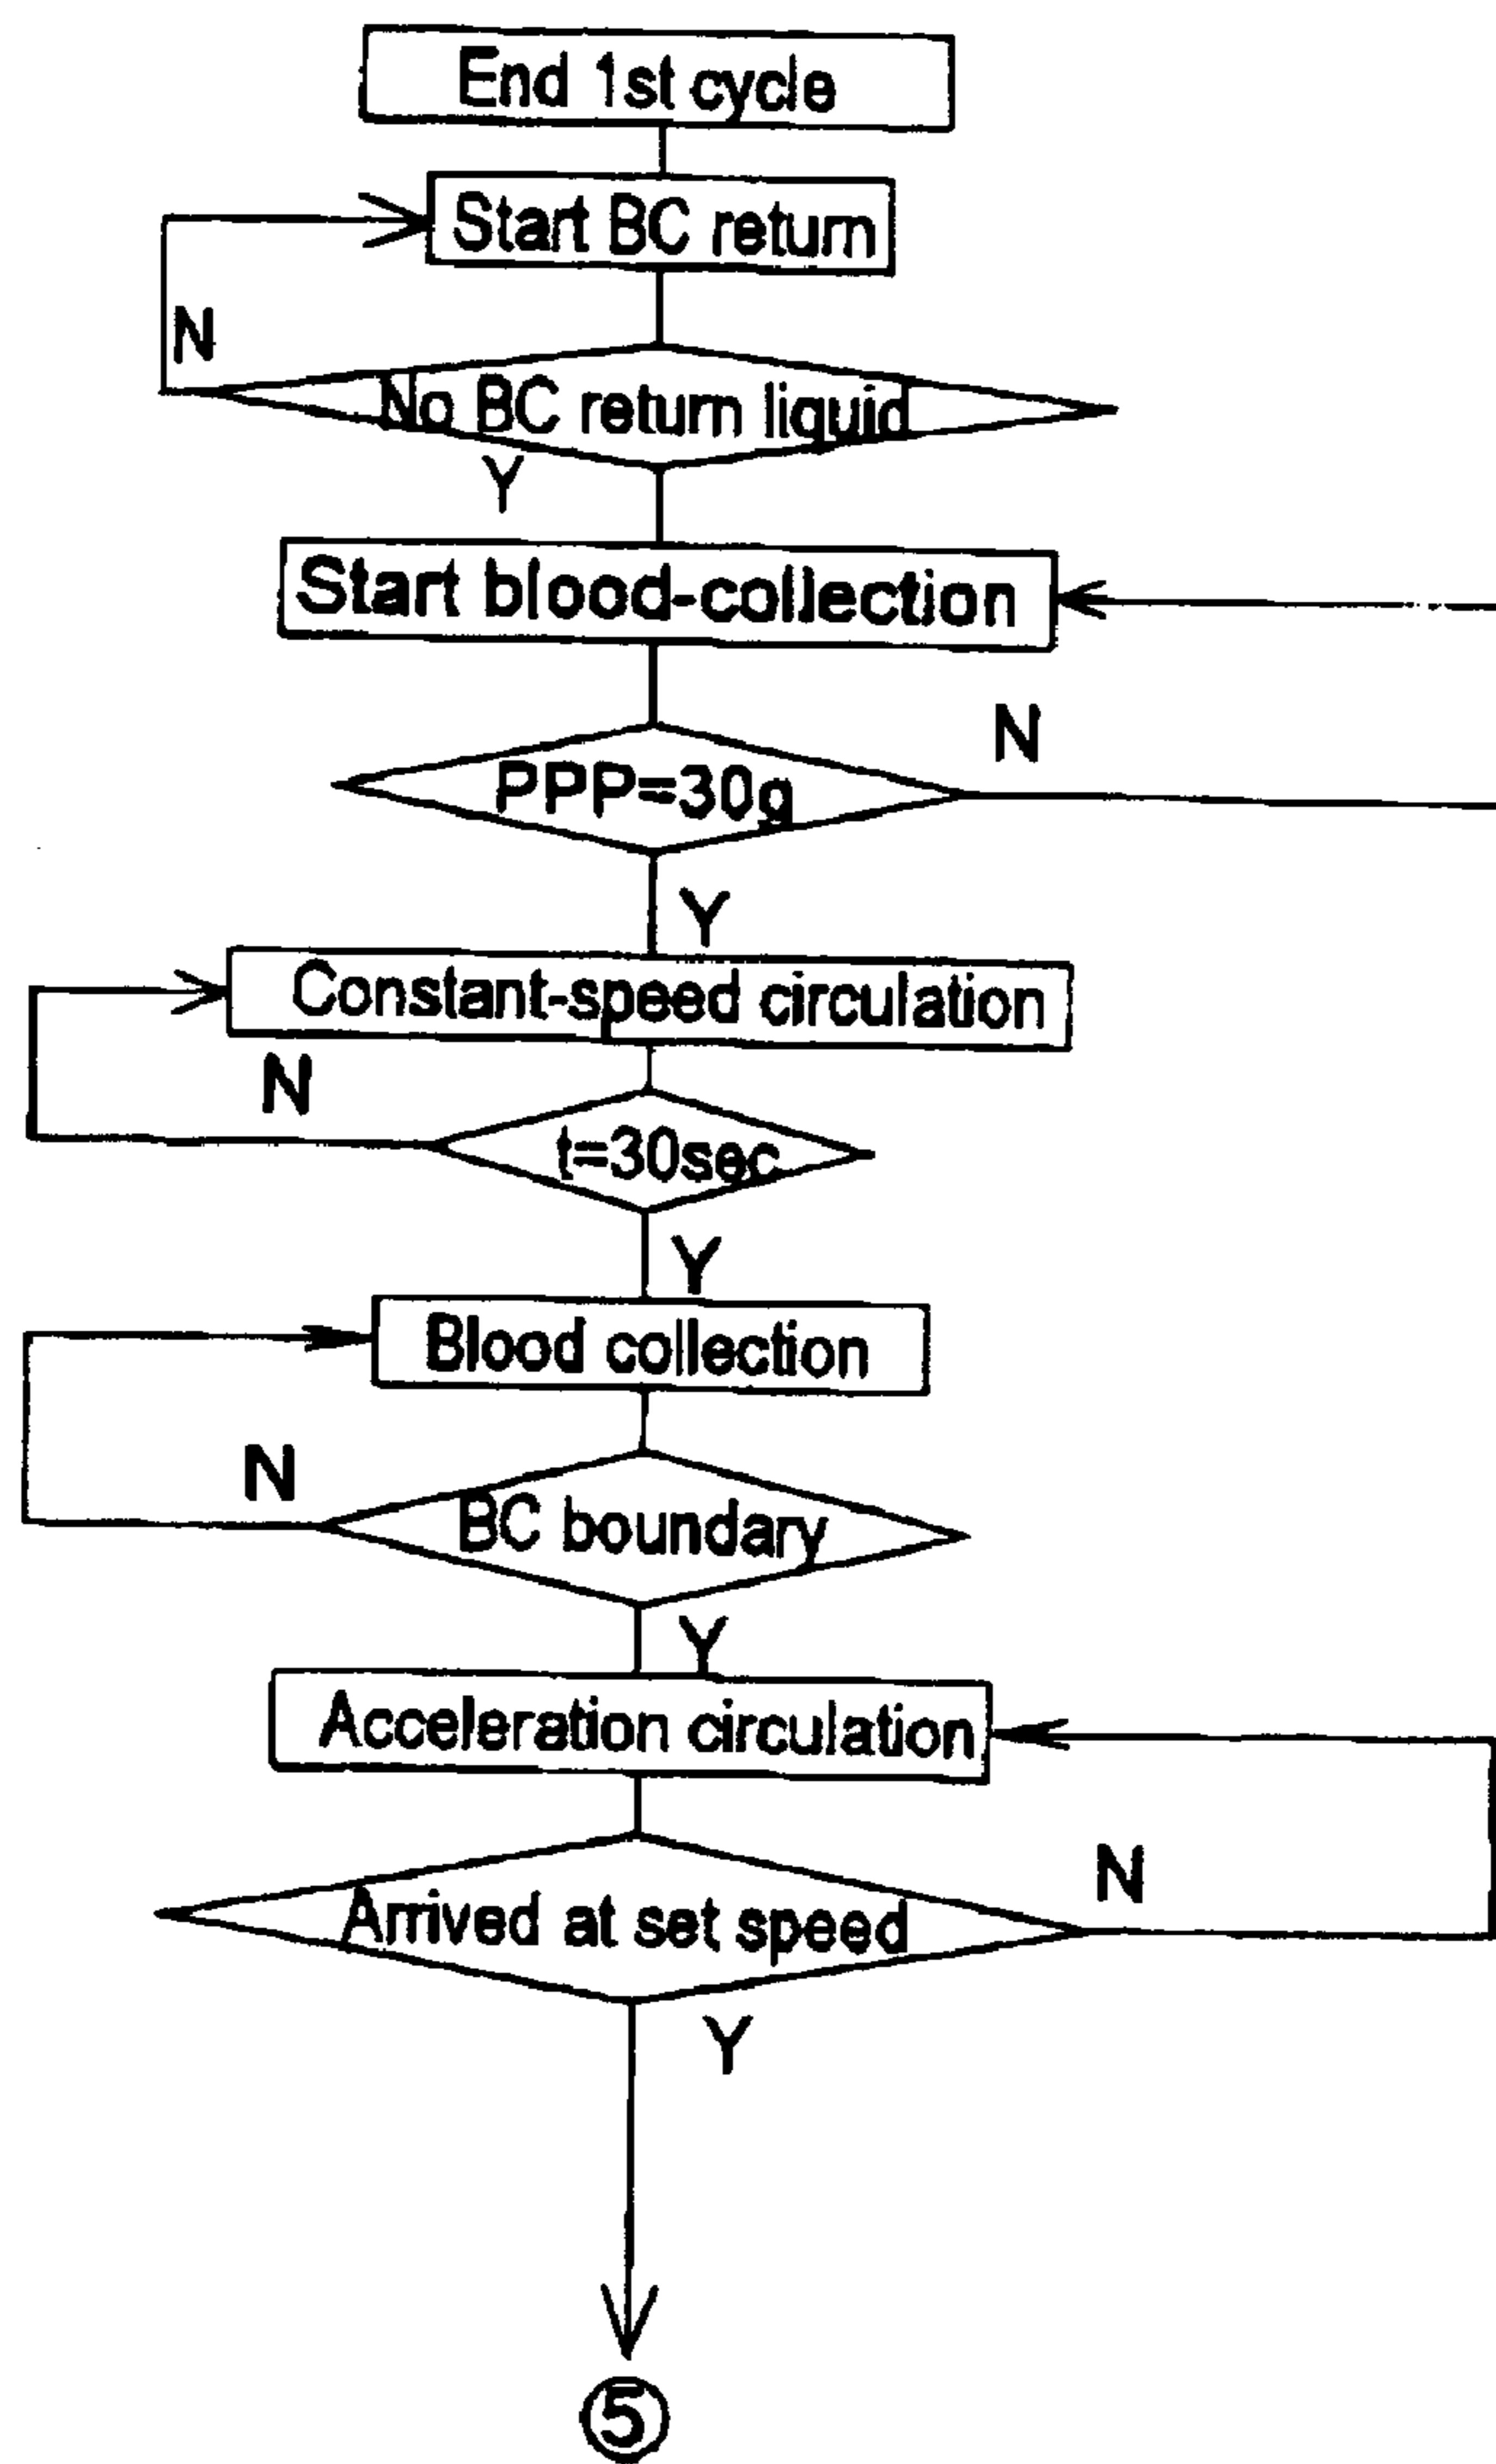 End 1st cycle
Start BC return
N
No BC return liquid
Y
Start blood-collection
N
PPP=30g
Y
Constant-speed circulation
N
t=30sec
Y
Blood collection
N
BC boundary
Y
Acceleration circulation
N
Arrived at set speed
Y
⑤